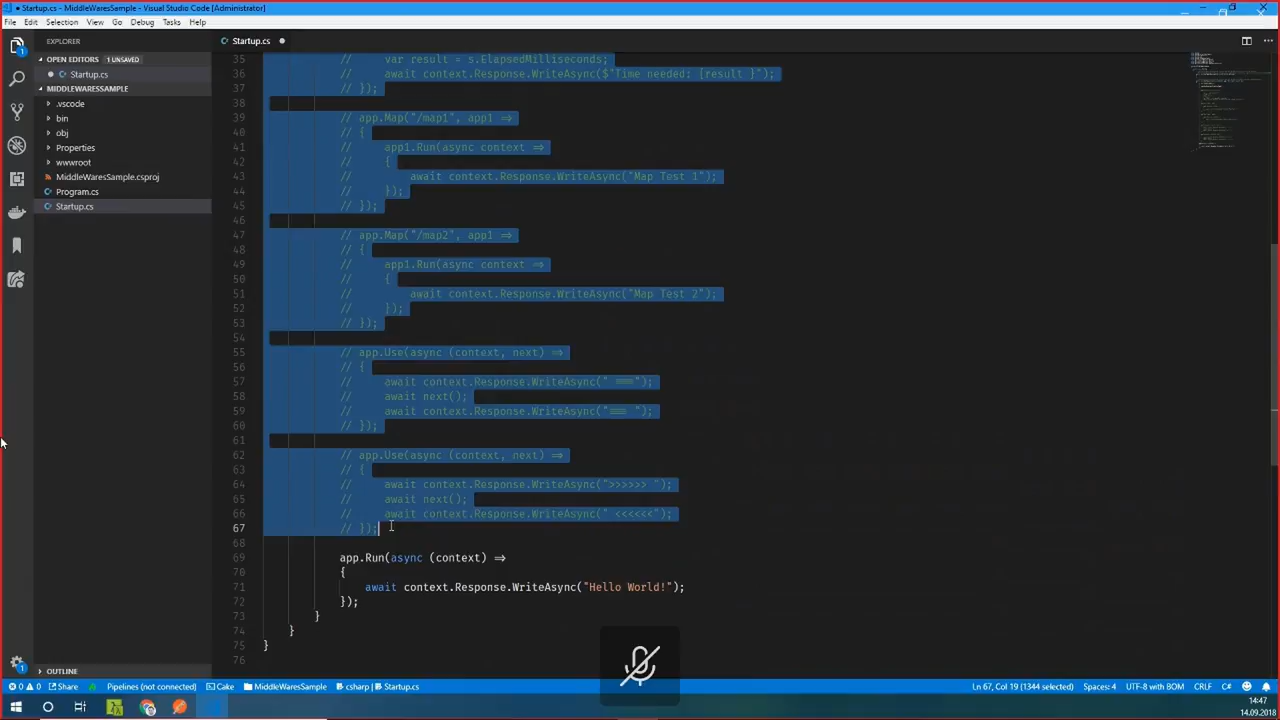 Startup.cs - MiddleWaresSample - Visual Studio Code [Administrator]
File Edit Selection View Go Debug Tasks Help
EXPLORER
Startup.cs
OPEN EDITORS 1 UNSAVED
Startup.cs
MIDDLEWARESSAMPLE
.vscode
bin
obj
Properties
wwwroot
MiddleWaresSample.csproj
Program.cs
Startup.cs
35 // var result = s.ElapsedMilliseconds;
36 // await context.Response.WriteAsync($"Time needed: {result }");
37 // });
38
39 // app.Map("/map1", app1 =>
40 // {
41 // app1.Run(async context =>
42 // {
43 // await context.Response.WriteAsync("Map Test 1");
44 // });
45 // });
46
47 // app.Map("/map2", app1 =>
48 // {
49 // app1.Run(async context =>
50 // {
51 // await context.Response.WriteAsync("Map Test 2");
52 // });
53 // });
54
55 // app.Use(async (context, next) =>
56 // {
57 // await context.Response.WriteAsync(" ===");
58 // await next();
59 // await context.Response.WriteAsync("=== ");
60 // });
61
62 // app.Use(async (context, next) =>
63 // {
64 // await context.Response.WriteAsync(">>>>>> ");
65 // await next();
66 // await context.Response.WriteAsync(" <<<<<<");
67 // });
68
69 app.Run(async (context) =>
70 {
71 await context.Response.WriteAsync("Hello World!");
72 });
73 }
74 }
75 }
76
OUTLINE
0 0 Share Pipelines (not connected) Cake MiddleWaresSample csharp | Startup.cs Ln 67, Col 19 (1344 selected) Spaces: 4 UTF-8 with BOM CRLF C#
14:47
14.09.2018